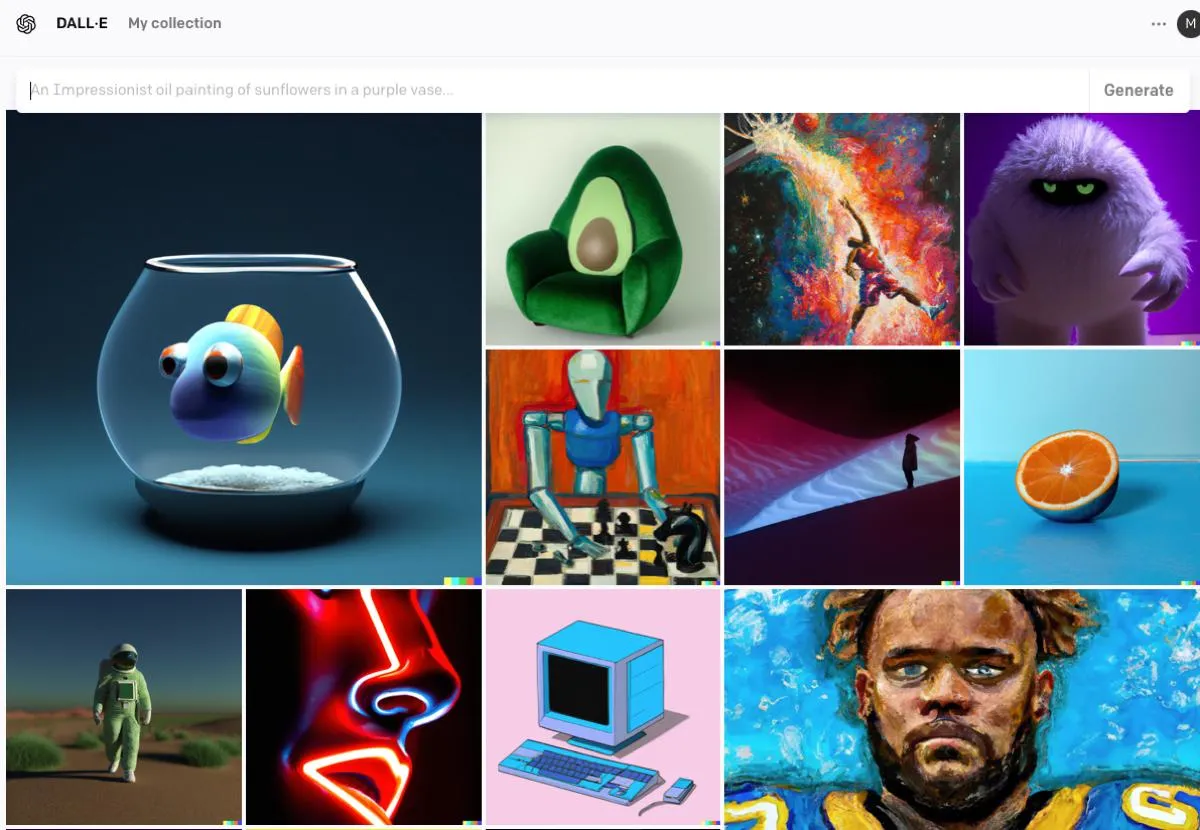 DALL·E
My collection
M
An Impressionist oil painting of sunflowers in a purple vase...
Generate